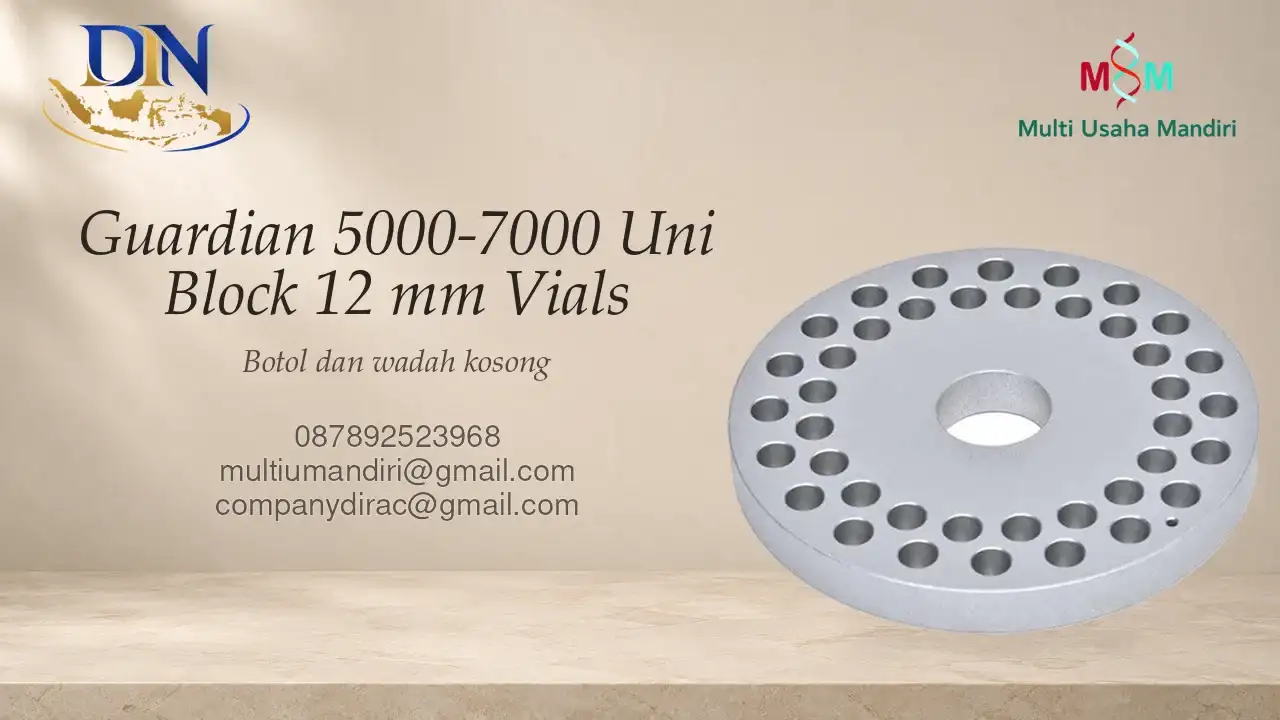 DN
MSM
Multi Usaha Mandiri
Guardian 5000-7000 Uni
Block 12 mm Vials
Botol dan wadah kosong
087892523968
multiumandiri@gmail.com
companydirac@gmail.com